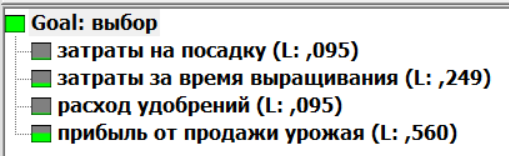 Goal: выбор
затраты на посадку (L: ,095)
затраты за время выращивания (L: ,249)
расход удобрений (L: ,095)
прибыль от продажи урожая (L: ,560)